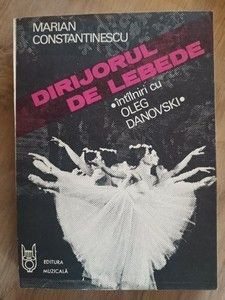 MARIAN
CONSTANTINESCU
DIRIJORUL
DE LEBEDE
•întîlniri cu
OLEG
DANOVSKI•
EDITURA
MUZICALĂ